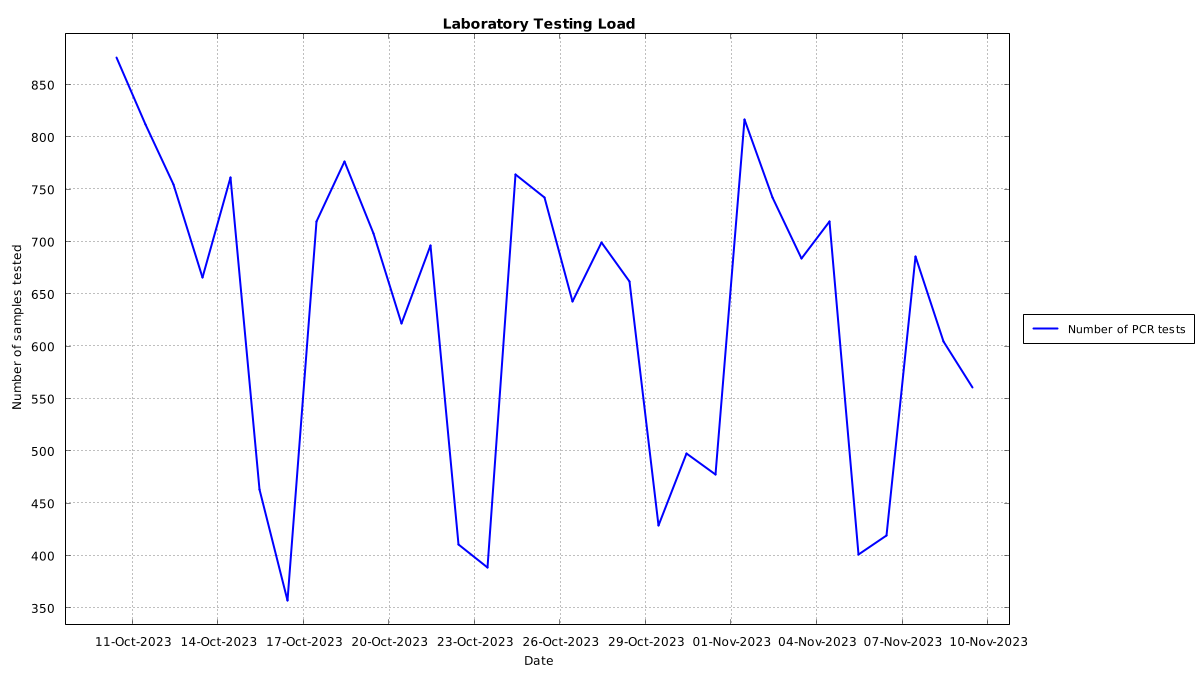 Laboratory Testing Load
Number of samples tested
850
800
750
700
650
600
550
500
450
400
350
11-Oct-2023 14-Oct-2023 17-Oct-2023 20-Oct-2023 23-Oct-2023 26-Oct-2023 29-Oct-2023 01-Nov-2023 04-Nov-2023 07-Nov-2023 10-Nov-2023
Date
Number of PCR tests